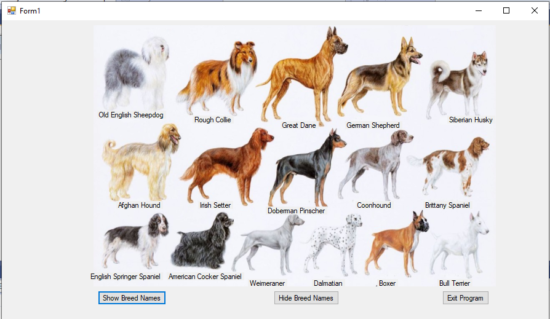 Form1
Old English Sheepdog
Rough Collie
Great Dane
German Shepherd
Siberian Husky
Afghan Hound
Irish Setter
Doberman Pinscher
Coonhound
Brittany Spaniel
English Springer Spaniel
American Cocker Spaniel
Weimeraner
Dalmatian
, Boxer
Bull Terrier
Show Breed Names
Hide Breed Names
Exit Program